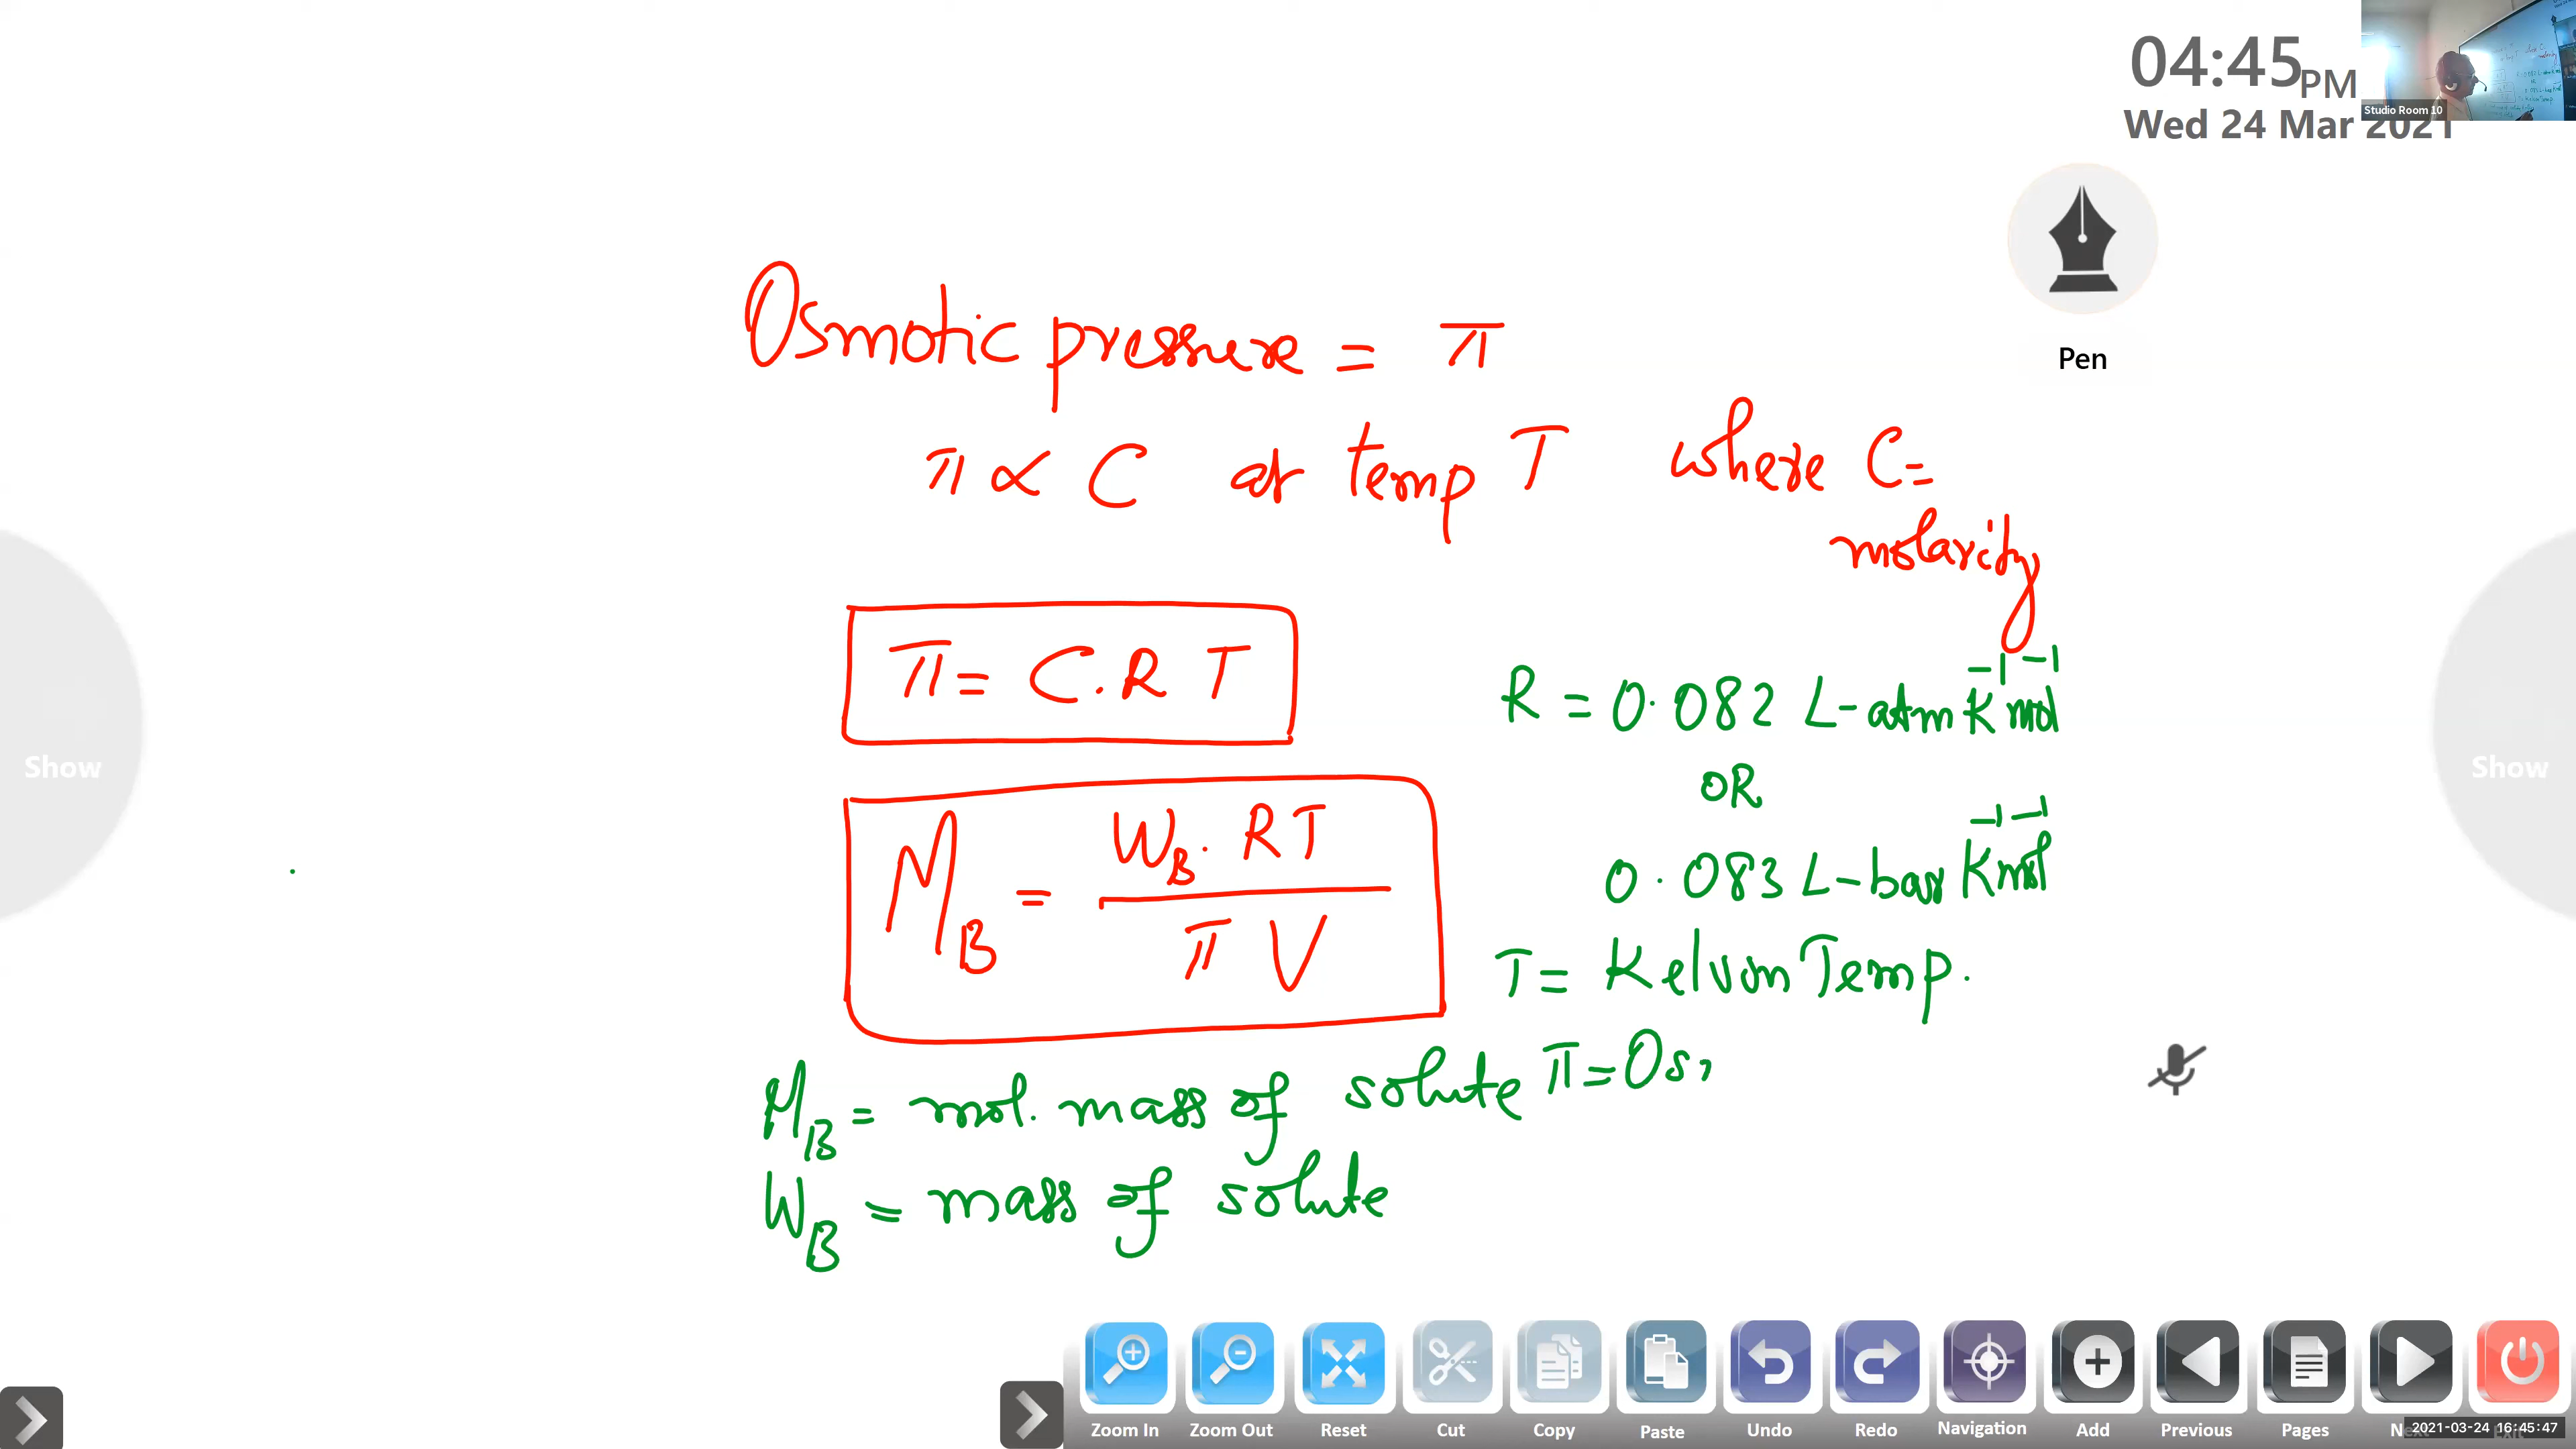 04:45 PM
Studio Room 10
Wed 24 Mar 2021
Pen
Osmotic pressure = π
π ∝ C at temp T where C =
molarity
π = C.RT
R = 0.082 L-atm K⁻¹ mol⁻¹
OR
0.083 L-bar K⁻¹ mol⁻¹
M_B = W_B. RT / π V
T = Kelvin Temp.
π = Os,
M_B = mol. mass of solute
W_B = mass of solute
Show
Show
Zoom In Zoom Out Reset Cut Copy Paste Undo Redo Navigation Add Previous Pages
2021-03-24 16:45:47